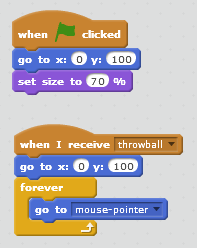 when clicked
go to x: 0 y: 100
set size to 70 %
when I receive throwball
go to x: 0 y: 100
forever
go to mouse-pointer